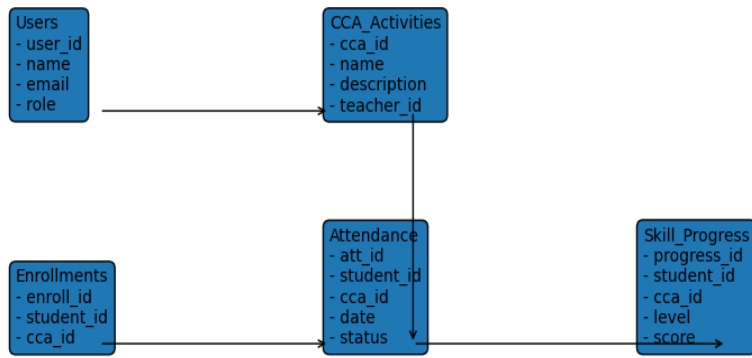 Users
- user_id
- name
- email
- role
CCA_Activities
- cca_id
- name
- description
- teacher_id
Enrollments
- enroll_id
- student_id
- cca_id
Attendance
- att_id
- student_id
- cca_id
- date
- status
Skill_Progress
- progress_id
- student_id
- cca_id
- level
- score